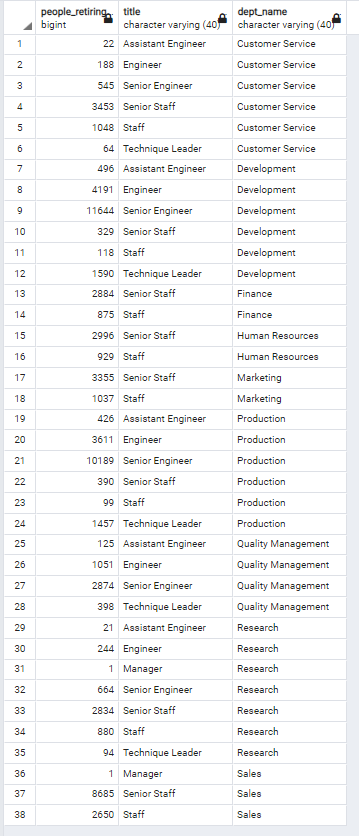 people_retiring title dept_name
bigint character varying (40) character varying (40)
1 22 Assistant Engineer Customer Service
2 188 Engineer Customer Service
3 545 Senior Engineer Customer Service
4 3453 Senior Staff Customer Service
5 1048 Staff Customer Service
6 64 Technique Leader Customer Service
7 496 Assistant Engineer Development
8 4191 Engineer Development
9 11644 Senior Engineer Development
10 329 Senior Staff Development
11 118 Staff Development
12 1590 Technique Leader Development
13 2884 Senior Staff Finance
14 875 Staff Finance
15 2996 Senior Staff Human Resources
16 929 Staff Human Resources
17 3355 Senior Staff Marketing
18 1037 Staff Marketing
19 426 Assistant Engineer Production
20 3611 Engineer Production
21 10189 Senior Engineer Production
22 390 Senior Staff Production
23 99 Staff Production
24 1457 Technique Leader Production
25 125 Assistant Engineer Quality Management
26 1051 Engineer Quality Management
27 2874 Senior Engineer Quality Management
28 398 Technique Leader Quality Management
29 21 Assistant Engineer Research
30 244 Engineer Research
31 1 Manager Research
32 664 Senior Engineer Research
33 2834 Senior Staff Research
34 880 Staff Research
35 94 Technique Leader Research
36 1 Manager Sales
37 8685 Senior Staff Sales
38 2650 Staff Sales